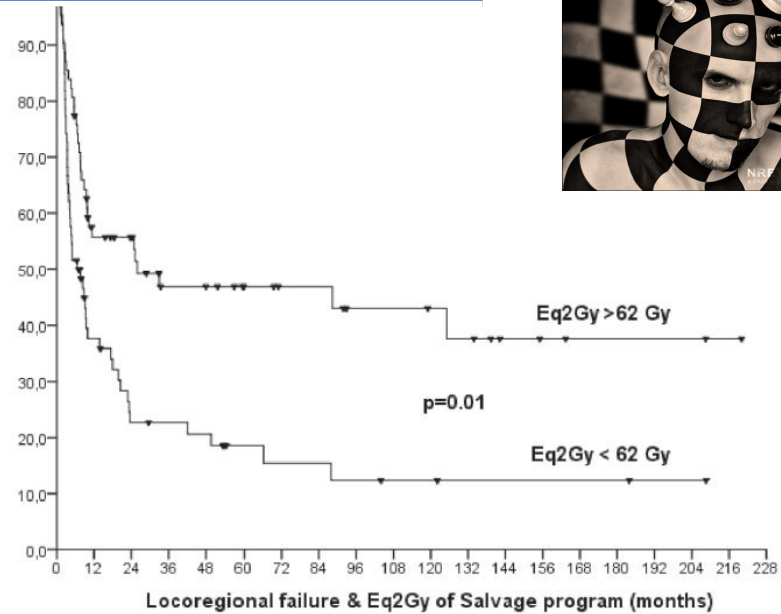 90,0
80,0
70,0
60,0
50,0
40,0
30,0
20,0
10,0
0,0
0 12 24 36 48 60 72 84 96 108 120 132 144 156 168 180 192 204 216 228
Eq2Gy >62 Gy
p=0.01
Eq2Gy < 62 Gy
Locoregional failure & Eq2Gy of Salvage program (months)